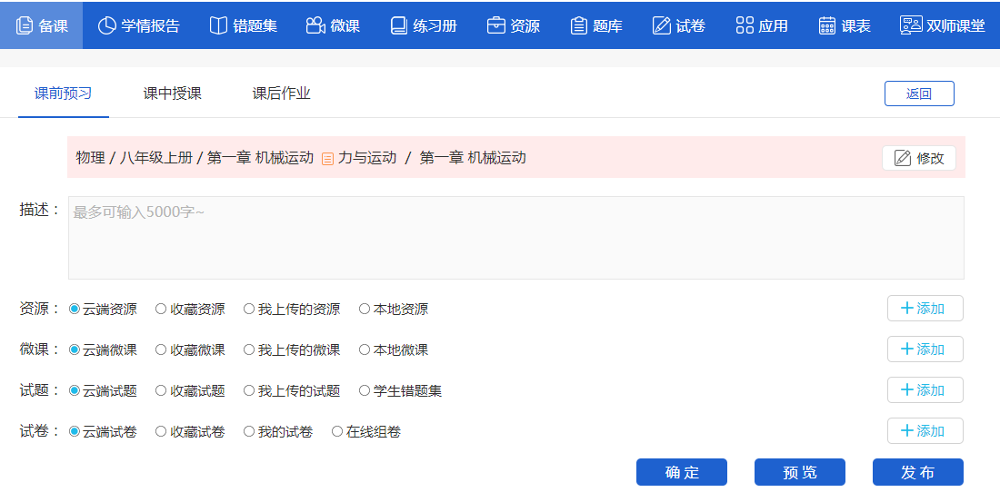 备课 学情报告 错题集 微课 练习册 资源 题库 试卷 应用 课表 双师课堂
课前预习 课中授课 课后作业 返回
物理 / 八年级上册 / 第一章 机械运动 力与运动 / 第一章 机械运动 修改
描述： 最多可输入5000字~
资源： 云端资源 收藏资源 我上传的资源 本地资源 添加
微课： 云端微课 收藏微课 我上传的微课 本地微课 添加
试题： 云端试题 收藏试题 我上传的试题 学生错题集 添加
试卷： 云端试卷 收藏试卷 我的试卷 在线组卷 添加
确 定 预 览 发 布